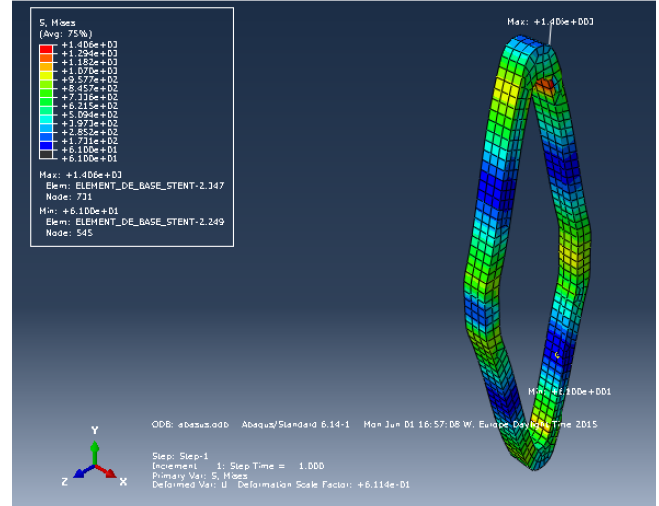 S, Mises
(Avg: 75%)
+1.406e+03
+1.294e+03
+1.182e+03
+1.070e+03
+9.577e+02
+8.457e+02
+7.336e+02
+6.215e+02
+5.094e+02
+3.973e+02
+2.852e+02
+1.731e+02
+6.100e+01
+6.100e+01
Max: +1.406e+03
Elem: ELEMENT_DE_BASE_STENT-2.347
Node: 731
Min: +6.100e+01
Elem: ELEMENT_DE_BASE_STENT-2.249
Node: 545
Max: +1.406e+003
Min: +6.100e+001
ODB: abaqus.odb Abaqus/Standard 6.14-1 Mon Jun 01 16:57:08 W. Europe Daylight Time 2015
Y
Z
X
Step: Step-1
Increment 1: Step Time = 1.000
Primary Var: S, Mises
Deformed Var: U Deformation Scale Factor: +6.114e-01